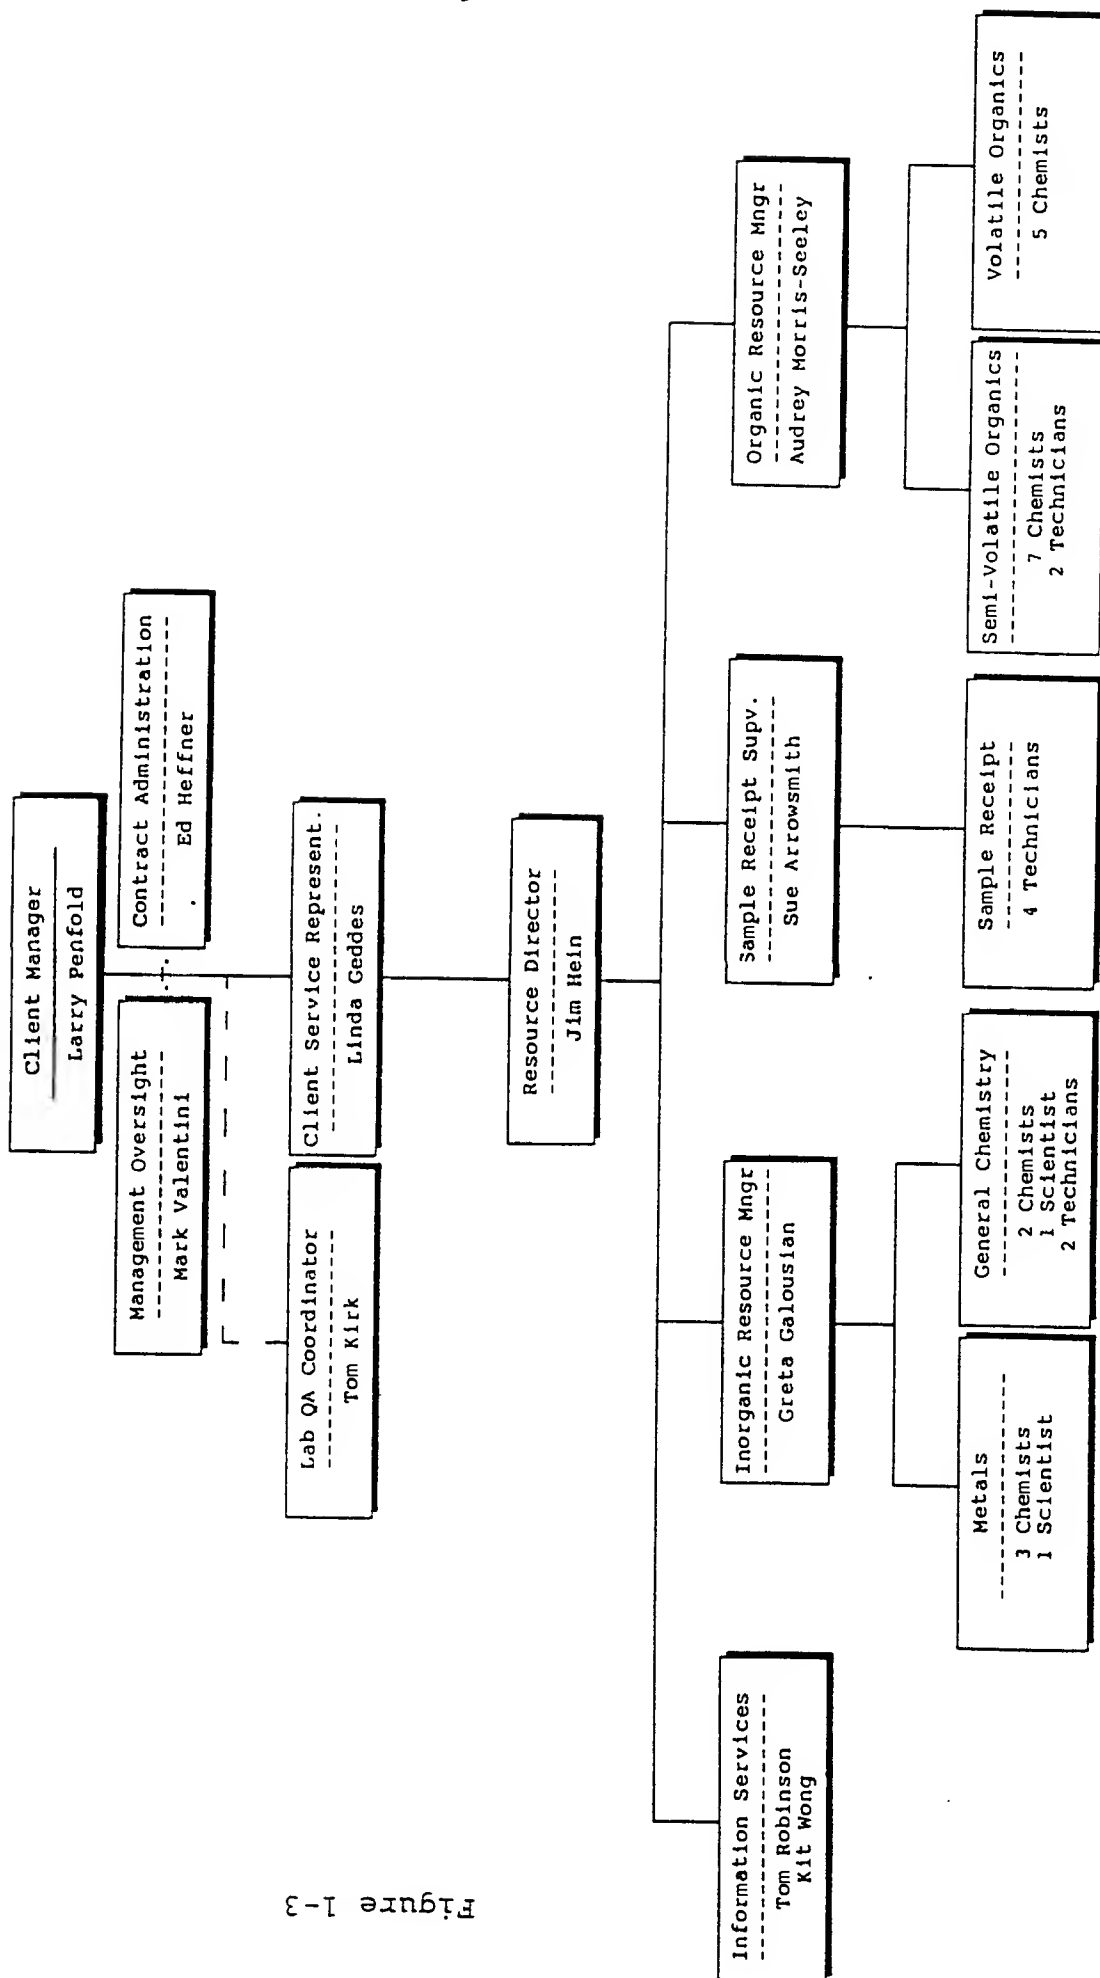 Client Manager
Larry Penfold
Management Oversight
Mark Valentini
Contract Administration
Ed Heffner
Lab QA Coordinator
Tom Kirk
Client Service Represent.
Linda Geddes
Resource Director
Jim Hein
Information Services
Tom Robinson
Kit Wong
Inorganic Resource Mngr
Greta Galousian
Sample Receipt Supv.
Sue Arrowsmith
Organic Resource Mngr
Audrey Morris-Seeley
Metals
3 Chemists
1 Scientist
General Chemistry
2 Chemists
1 Scientist
2 Technicians
Sample Receipt
4 Technicians
Semi-Volatile Organics
7 Chemists
2 Technicians
Volatile Organics
5 Chemists
Figure 1-3